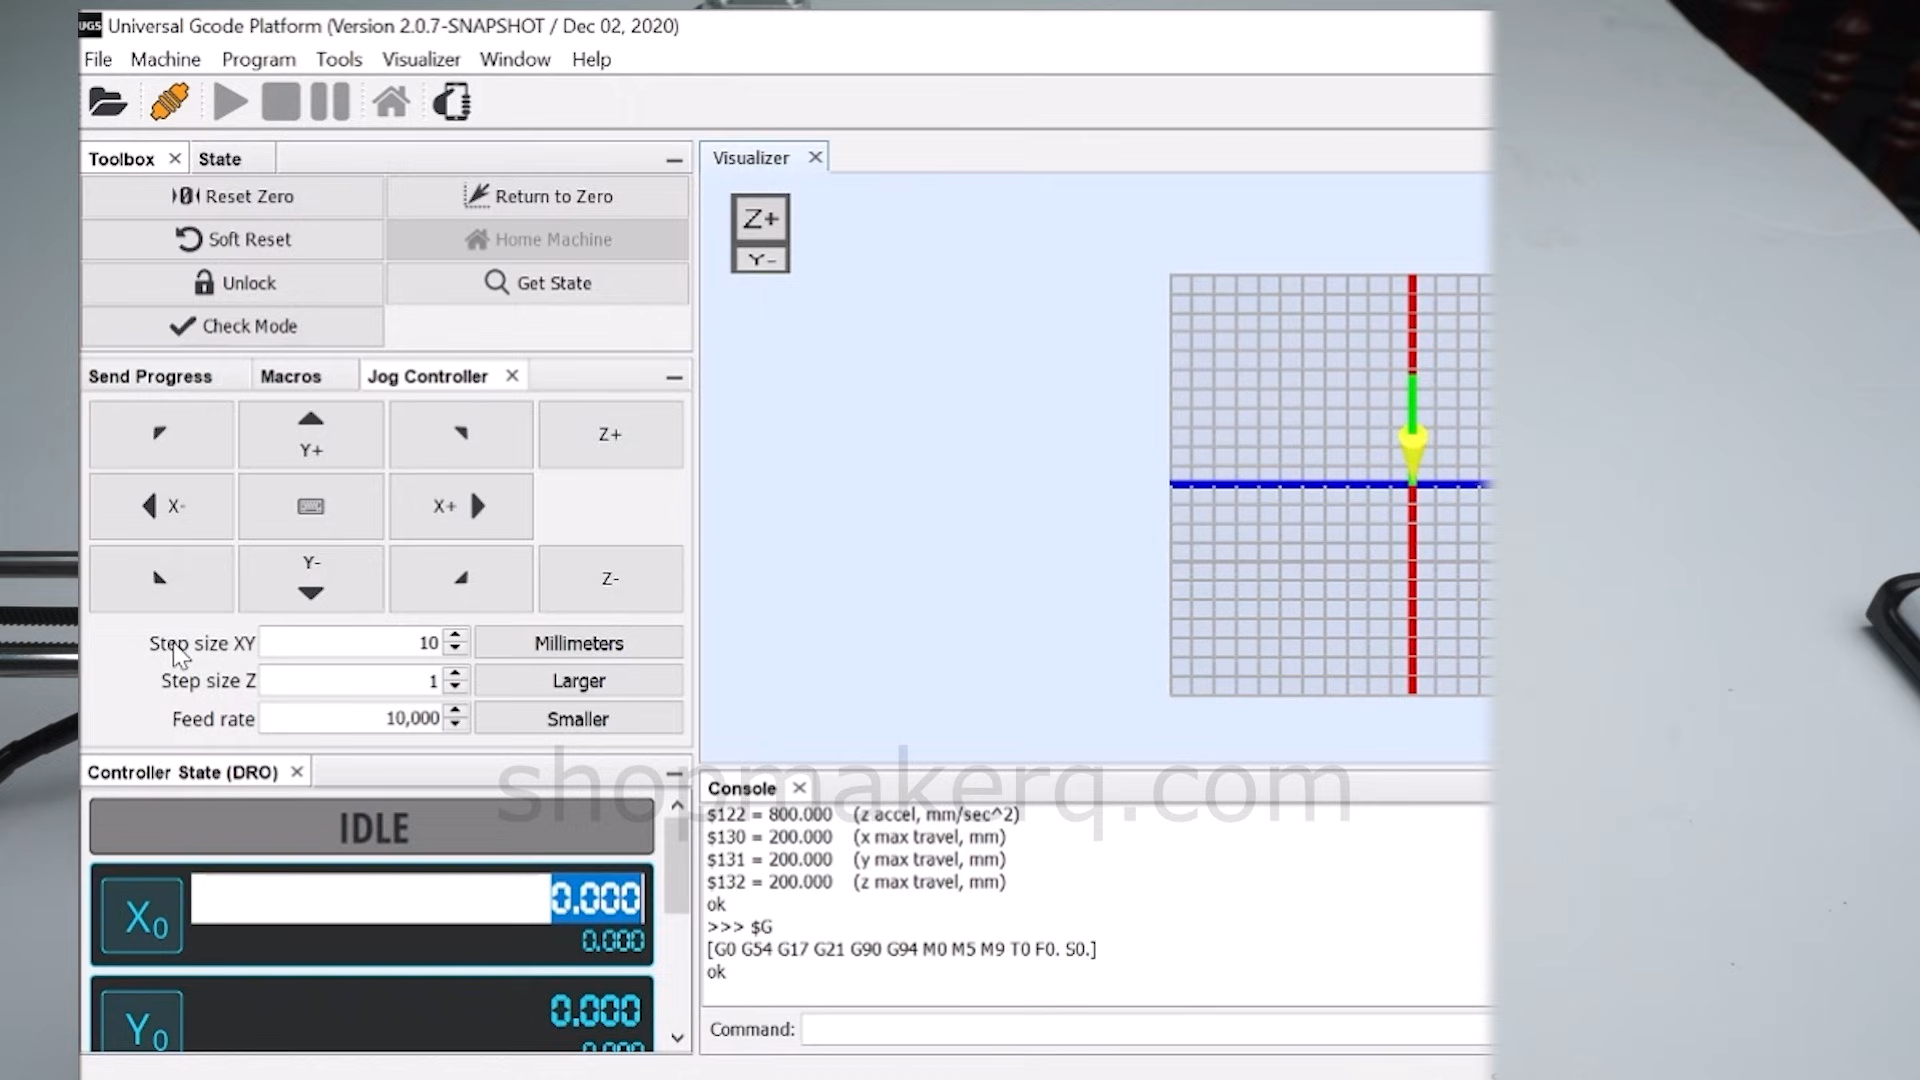 UGS Universal Gcode Platform (Version 2.0.7-SNAPSHOT / Dec 02, 2020)
File Machine Program Tools Visualizer Window Help
Toolbox State
Reset Zero Return to Zero
Soft Reset Home Machine
Unlock Get State
Check Mode
Send Progress Macros Jog Controller
Y+ Z+
X- X+
Y- Z-
Step size XY 10 Millimeters
Step size Z 1 Larger
Feed rate 10,000 Smaller
Controller State (DRO)
IDLE
X0 0.000
0.000
Y0 0.000
0.000
Visualizer
Z+
Y-
shopmakerq.com
Console
$122 = 800.000 (z accel, mm/sec^2)
$130 = 200.000 (x max travel, mm)
$131 = 200.000 (y max travel, mm)
$132 = 200.000 (z max travel, mm)
ok
>>> $G
[G0 G54 G17 G21 G90 G94 M0 M5 M9 T0 F0. S0.]
ok
Command: